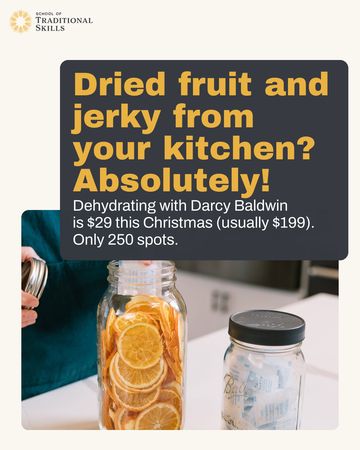 SCHOOL OF
TRADITIONAL
SKILLS
Dried fruit and
jerky from
your kitchen?
Absolutely!
Dehydrating with Darcy Baldwin
is $29 this Christmas (usually $199).
Only 250 spots.
Ball